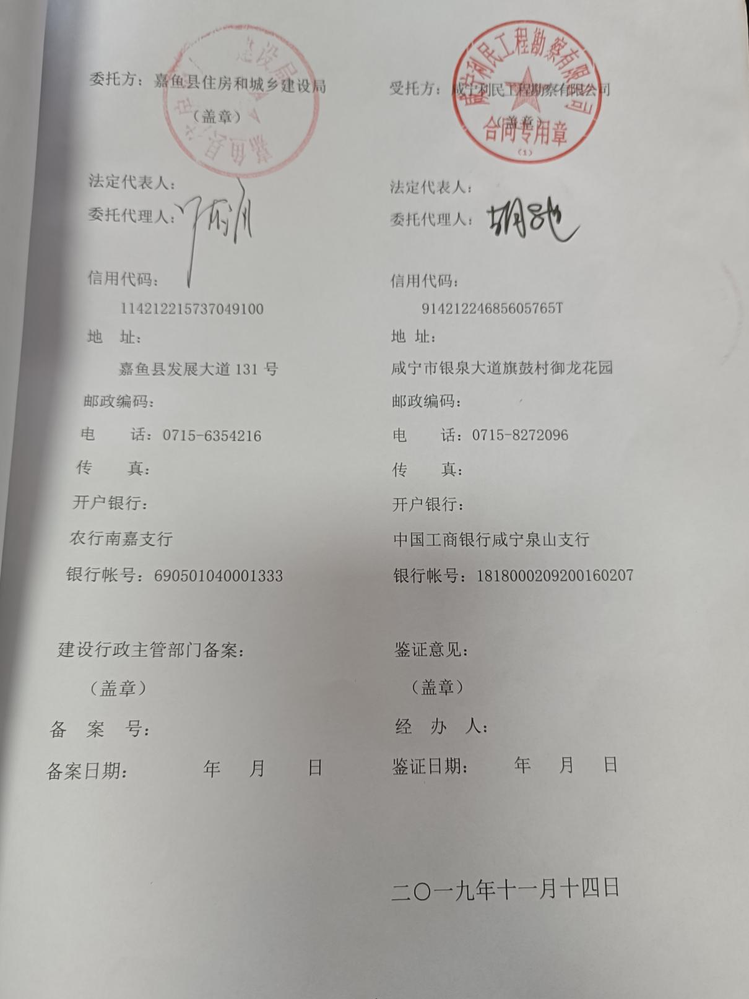 委托方：嘉鱼县住房和城乡建设局
（盖章）
法定代表人：
委托代理人：
信用代码：
114212215737049100
地 址：
嘉鱼县发展大道 131 号
邮政编码：
电 话：0715-6354216
传 真：
开户银行：
农行南嘉支行
银行帐号：690501040001333
建设行政主管部门备案：
（盖章）
备 案 号：
备案日期： 年 月 日
受托方：咸宁利民工程勘察有限公司
（盖章）
咸宁利民工程勘察有限公司
合同专用章
（1）
法定代表人：
委托代理人：
信用代码：
91421224685605765T
地 址：
咸宁市银泉大道旗鼓村御龙花园
邮政编码：
电 话：0715-8272096
传 真：
开户银行：
中国工商银行咸宁泉山支行
银行帐号：1818000209200160207
鉴证意见：
（盖章）
经 办 人：
鉴证日期： 年 月 日
二〇一九年十一月十四日